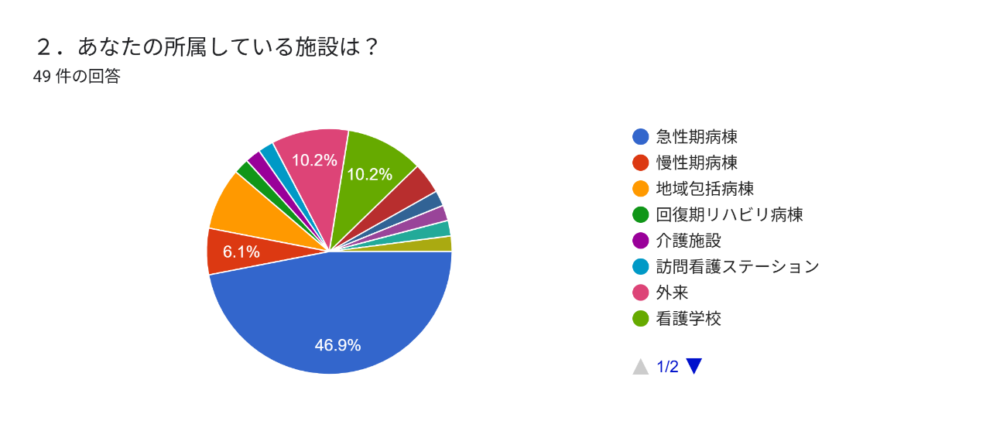 ２．あなたの所属している施設は？
49 件の回答
10.2%
10.2%
6.1%
46.9%
急性期病棟
慢性期病棟
地域包括病棟
回復期リハビリ病棟
介護施設
訪問看護ステーション
外来
看護学校
1/2